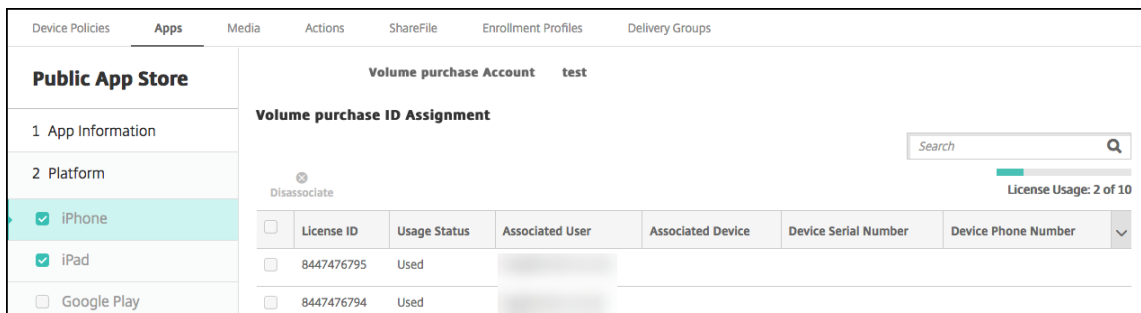 Device Policies Apps Media Actions ShareFile Enrollment Profiles Delivery Groups
Public App Store
1 App Information
2 Platform
iPhone
iPad
Google Play
Volume purchase Account test
Volume purchase ID Assignment
Search
Disassociate
License Usage: 2 of 10
License ID Usage Status Associated User Associated Device Device Serial Number Device Phone Number
8447476795 Used
8447476794 Used